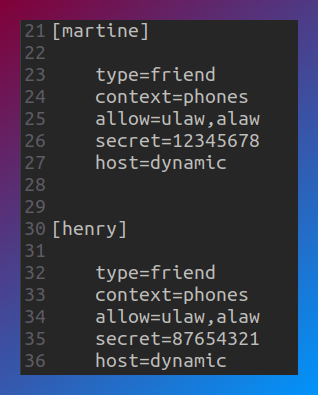 21 [martine]
22
23     type=friend
24     context=phones
25     allow=ulaw,alaw
26     secret=12345678
27     host=dynamic
28
29
30 [henry]
31
32     type=friend
33     context=phones
34     allow=ulaw,alaw
35     secret=87654321
36     host=dynamic